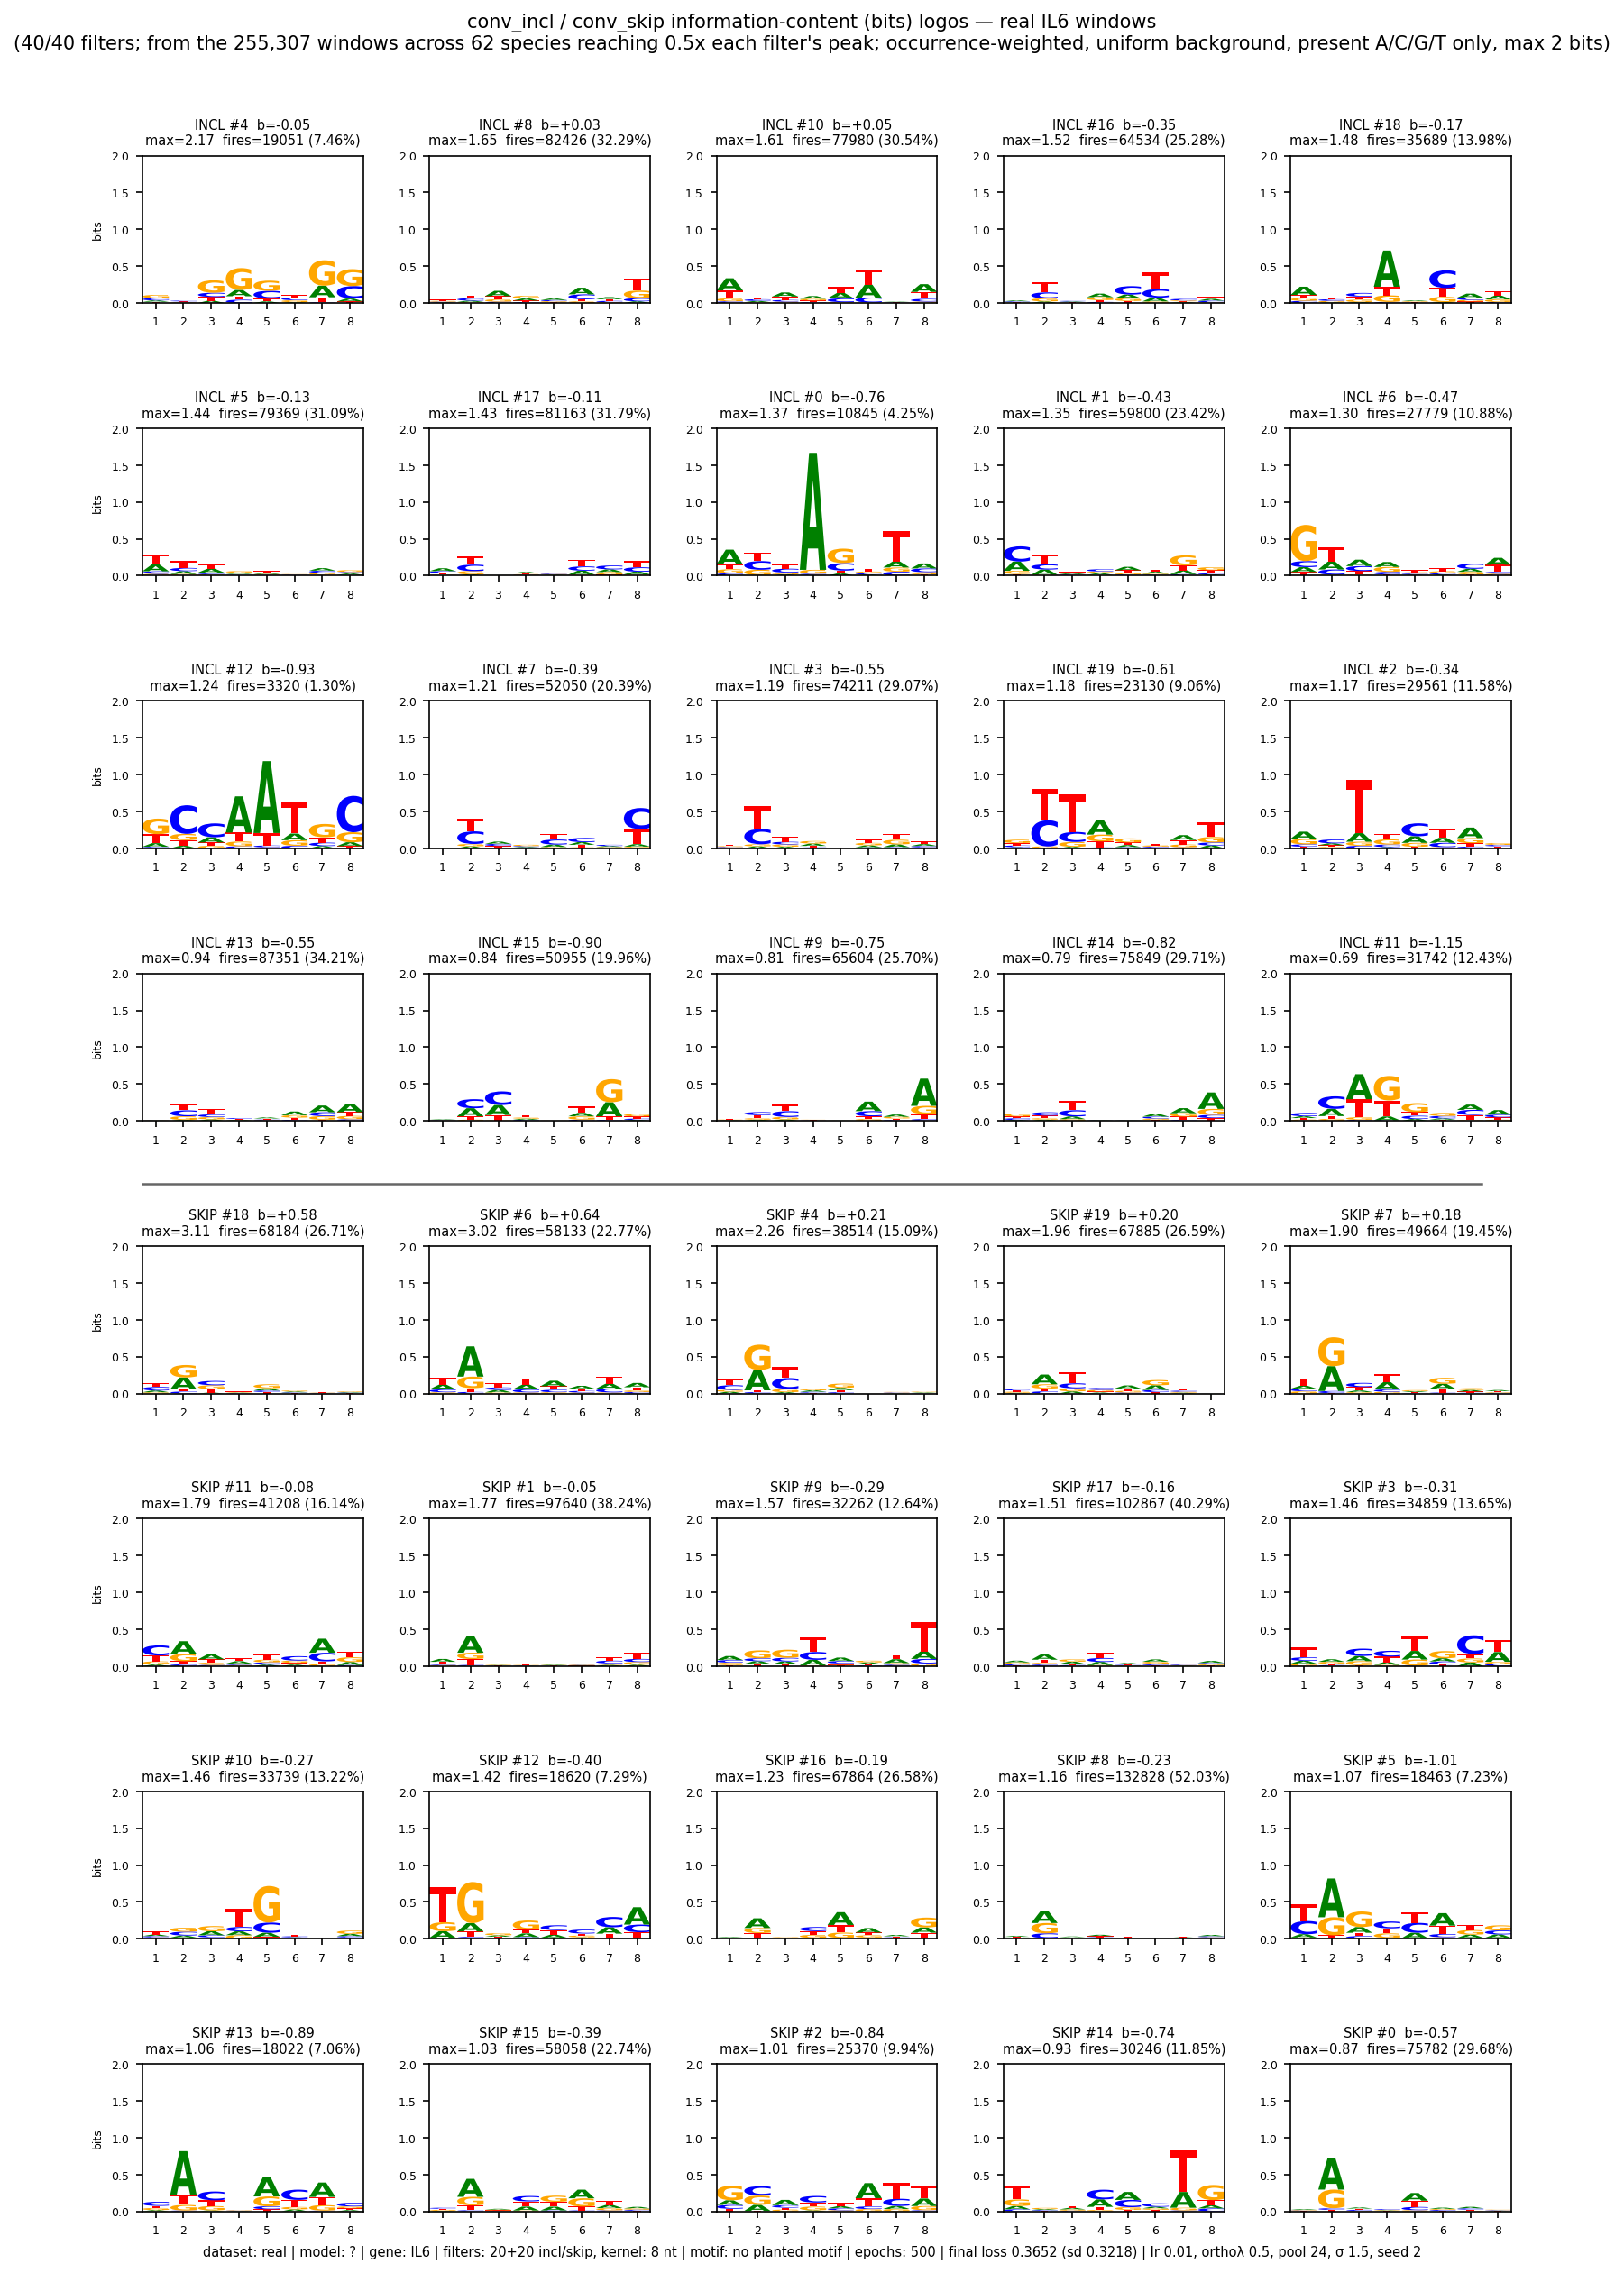 conv_incl / conv_skip information-content (bits) logos — real IL6 windows
(40/40 filters; from the 255,307 windows across 62 species reaching 0.5x each filter's peak; occurrence-weighted, uniform background, present A/C/G/T only, max 2 bits)
INCL #4 b=-0.05
max=2.17 fires=19051 (7.46%)
INCL #8 b=+0.03
max=1.65 fires=82426 (32.29%)
INCL #10 b=+0.05
max=1.61 fires=77980 (30.54%)
INCL #16 b=-0.35
max=1.52 fires=64534 (25.28%)
INCL #18 b=-0.17
max=1.48 fires=35689 (13.98%)
bits
INCL #5 b=-0.13
max=1.44 fires=79369 (31.09%)
INCL #17 b=-0.11
max=1.43 fires=81163 (31.79%)
INCL #0 b=-0.76
max=1.37 fires=10845 (4.25%)
INCL #1 b=-0.43
max=1.35 fires=59800 (23.42%)
INCL #6 b=-0.47
max=1.30 fires=27779 (10.88%)
bits
INCL #12 b=-0.93
max=1.24 fires=3320 (1.30%)
INCL #7 b=-0.39
max=1.21 fires=52050 (20.39%)
INCL #3 b=-0.55
max=1.19 fires=74211 (29.07%)
INCL #19 b=-0.61
max=1.18 fires=23130 (9.06%)
INCL #2 b=-0.34
max=1.17 fires=29561 (11.58%)
bits
INCL #13 b=-0.55
max=0.94 fires=87351 (34.21%)
INCL #15 b=-0.90
max=0.84 fires=50955 (19.96%)
INCL #9 b=-0.75
max=0.81 fires=65604 (25.70%)
INCL #14 b=-0.82
max=0.79 fires=75849 (29.71%)
INCL #11 b=-1.15
max=0.69 fires=31742 (12.43%)
bits
SKIP #18 b=+0.58
max=3.11 fires=68184 (26.71%)
SKIP #6 b=+0.64
max=3.02 fires=58133 (22.77%)
SKIP #4 b=+0.21
max=2.26 fires=38514 (15.09%)
SKIP #19 b=+0.20
max=1.96 fires=67885 (26.59%)
SKIP #7 b=+0.18
max=1.90 fires=49664 (19.45%)
bits
SKIP #11 b=-0.08
max=1.79 fires=41208 (16.14%)
SKIP #1 b=-0.05
max=1.77 fires=97640 (38.24%)
SKIP #9 b=-0.29
max=1.57 fires=32262 (12.64%)
SKIP #17 b=-0.16
max=1.51 fires=102867 (40.29%)
SKIP #3 b=-0.31
max=1.46 fires=34859 (13.65%)
bits
SKIP #10 b=-0.27
max=1.46 fires=33739 (13.22%)
SKIP #12 b=-0.40
max=1.42 fires=18620 (7.29%)
SKIP #16 b=-0.19
max=1.23 fires=67864 (26.58%)
SKIP #8 b=-0.23
max=1.16 fires=132828 (52.03%)
SKIP #5 b=-1.01
max=1.07 fires=18463 (7.23%)
bits
SKIP #13 b=-0.89
max=1.06 fires=18022 (7.06%)
SKIP #15 b=-0.39
max=1.03 fires=58058 (22.74%)
SKIP #2 b=-0.84
max=1.01 fires=25370 (9.94%)
SKIP #14 b=-0.74
max=0.93 fires=30246 (11.85%)
SKIP #0 b=-0.57
max=0.87 fires=75782 (29.68%)
bits
dataset: real | model: ? | gene: IL6 | filters: 20+20 incl/skip, kernel: 8 nt | motif: no planted motif | epochs: 500 | final loss 0.3652 (sd 0.3218) | lr 0.01, orthoλ 0.5, pool 24, σ 1.5, seed 2